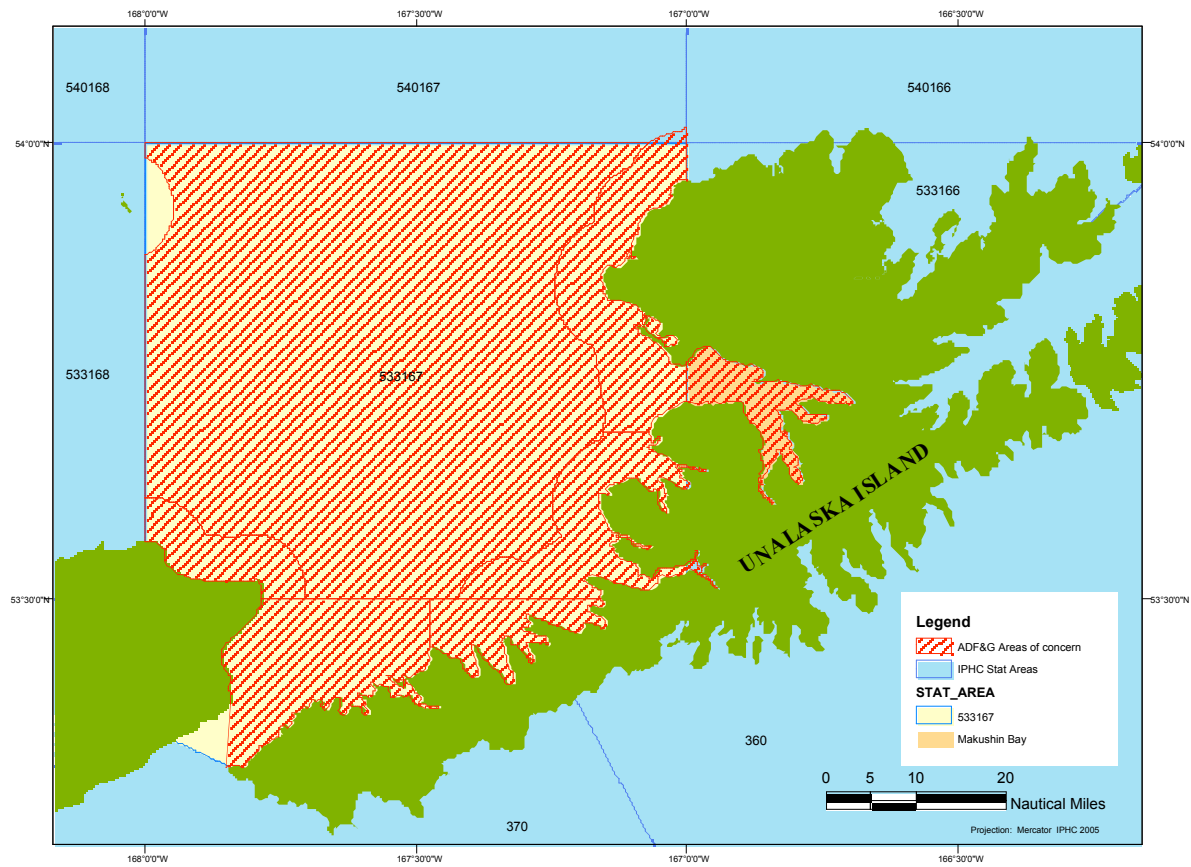 168°0'0"W 167°30'0"W 167°0'0"W 166°30'0"W
540168 540167 540166
54°0'0"N 54°0'0"N
533166
533168 533167
UNALASKA ISLAND
53°30'0"N 53°30'0"N
Legend
ADF&G Areas of concern
IPHC Stat Areas
STAT_AREA
533167
Makushin Bay
360
0 5 10 20
Nautical Miles
370
Projection: Mercator IPHC 2005
168°0'0"W 167°30'0"W 167°0'0"W 166°30'0"W